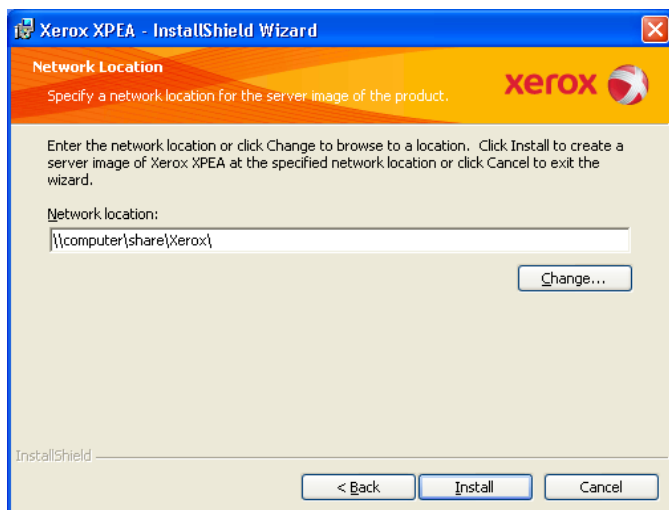 Xerox XPEA - InstallShield Wizard
Network Location
Specify a network location for the server image of the product.
xerox
Enter the network location or click Change to browse to a location. Click Install to create a
server image of Xerox XPEA at the specified network location or click Cancel to exit the
wizard.
Network location:
\\computer\share\Xerox\
Change...
InstallShield
< Back
Install
Cancel